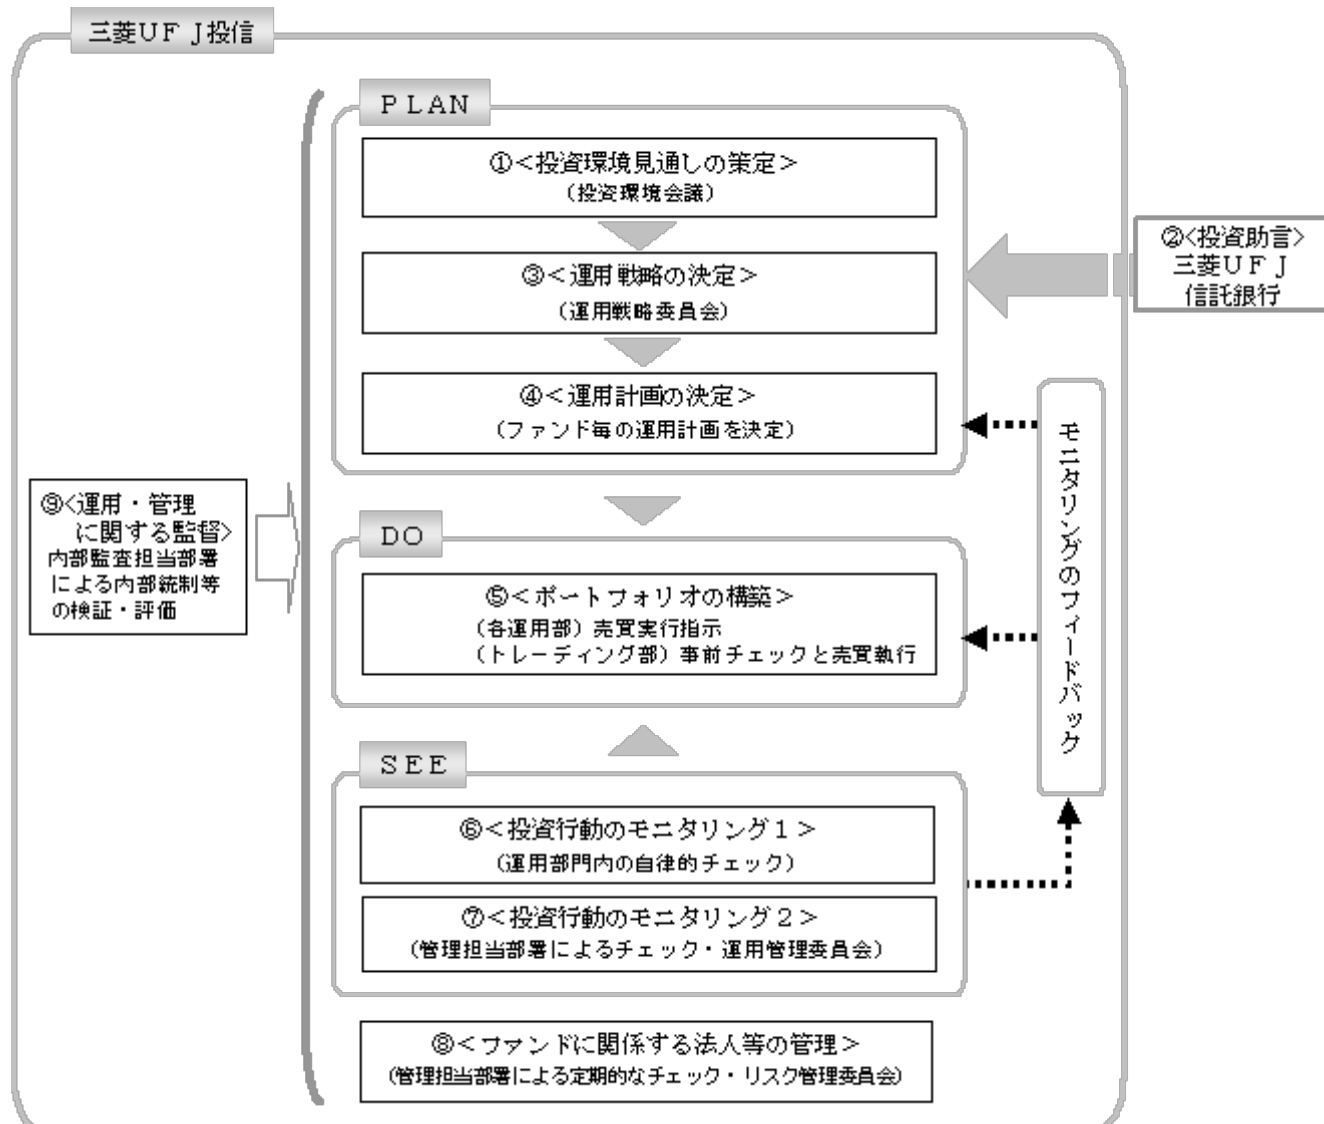 三菱UFJ投信
PLAN
①<投資環境見通しの策定>
(投資環境会議)
②<投資助言>
三菱UFJ
信託銀行
③<運用戦略の決定>
(運用戦略委員会)
④<運用計画の決定>
(ファンド毎の運用計画を決定)
モニタリングのフィードバック
⑨<運用・管理
に関する監督>
内部監査担当部署
による内部統制等
の検証・評価
DO
⑤<ポートフォリオの構築>
(各運用部)売買実行指示
(トレーディング部)事前チェックと売買執行
SEE
⑥<投資行動のモニタリング1>
(運用部門内の自律的チェック)
⑦<投資行動のモニタリング2>
(管理担当部署によるチェック・運用管理委員会)
⑧<ファンドに関係する法人等の管理>
(管理担当部署による定期的なチェック・リスク管理委員会)